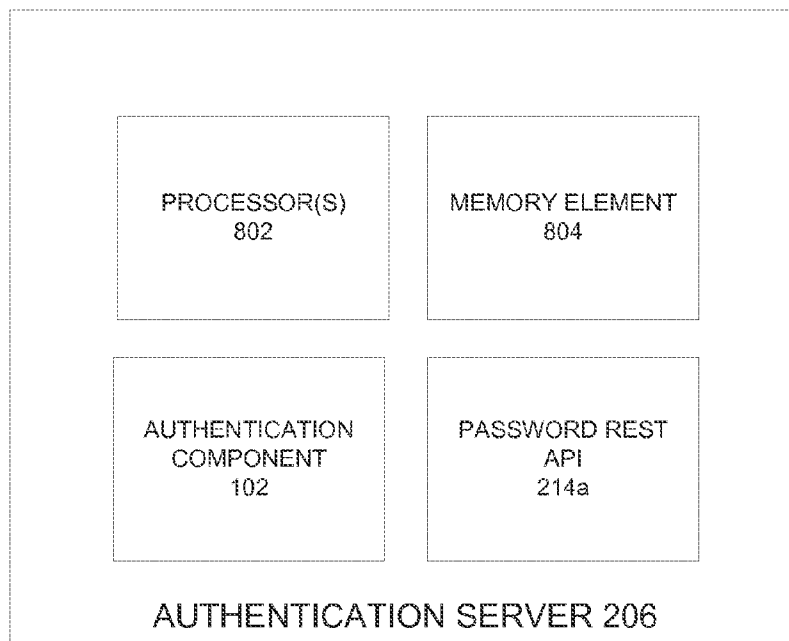 PROCESSOR(S)
802
MEMORY ELEMENT
804
AUTHENTICATION
COMPONENT
102
PASSWORD REST
API
214a
AUTHENTICATION SERVER 206